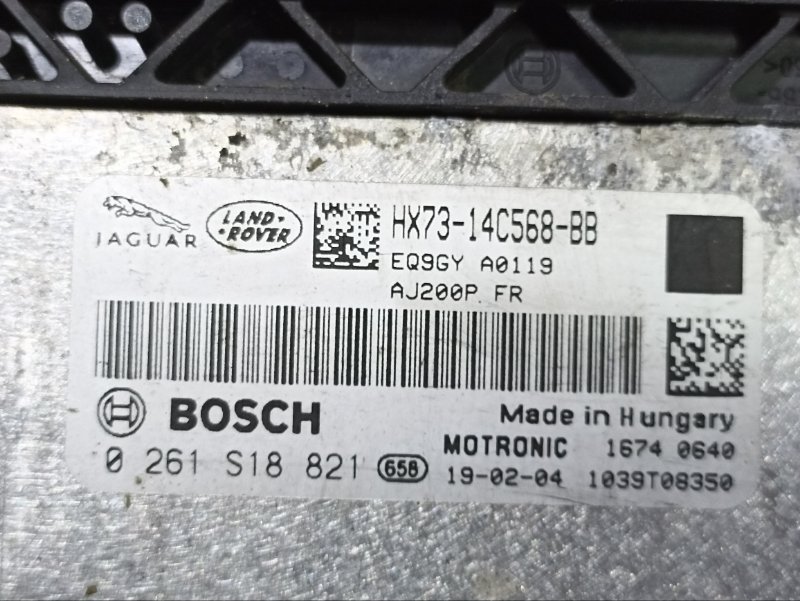 JAGUAR
LAND-
ROVER
HX73-14C568-BB
EQ9GY A0119
AJ200P FR
BOSCH
Made in Hungary
MOTRONIC 1674 0640
0 261 S18 821 658
19-02-04 1039T08350